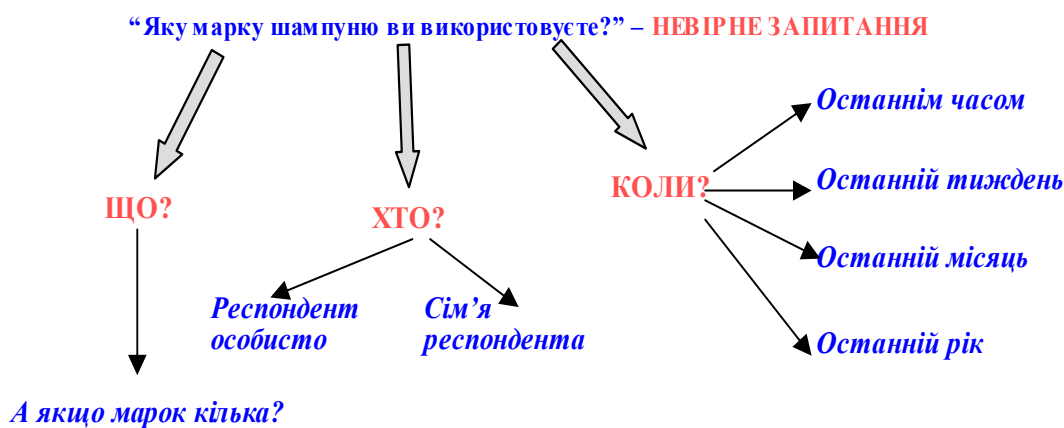 “Яку марку шампуню ви використовуєте?” – НЕВІРНЕ ЗАПИТАННЯ
ЩО?
ХТО?
КОЛИ?
Останнім часом
Останній тиждень
Останній місяць
Останній рік
Респондент
особисто
Сім’я
респондента
А якщо марок кілька?